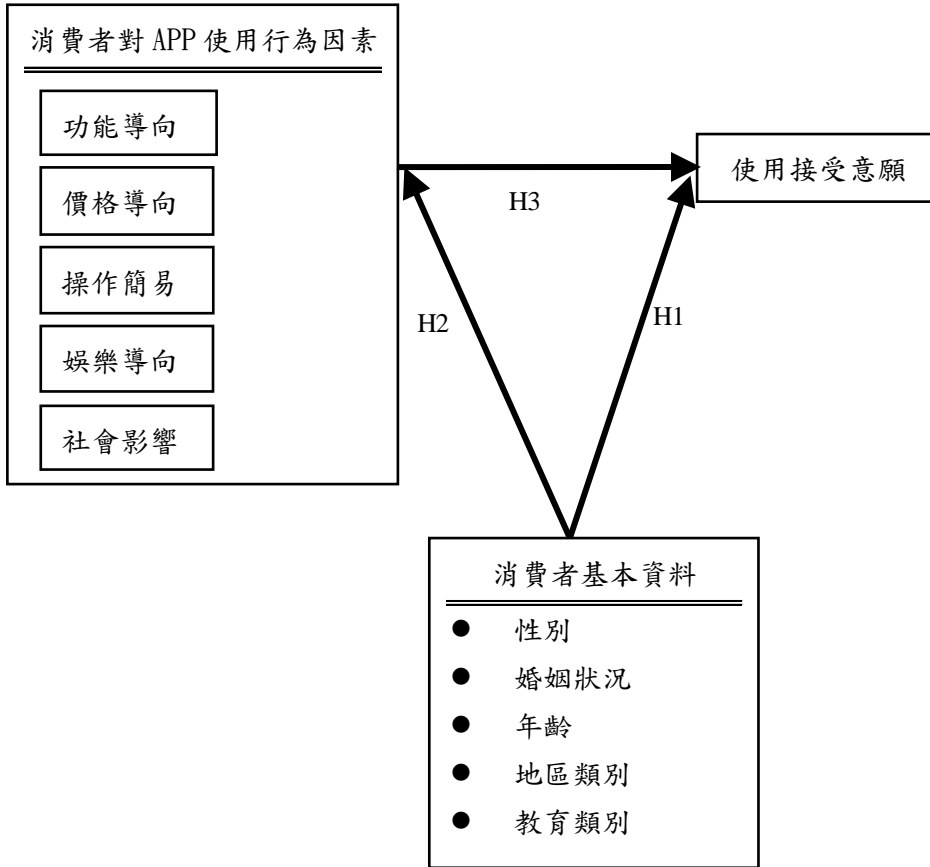 消費者對 APP 使用行為因素
功能導向
價格導向
操作簡易
娛樂導向
社會影響
H3
使用接受意願
H2
H1
消費者基本資料
● 性別
● 婚姻狀況
● 年齡
● 地區類別
● 教育類別